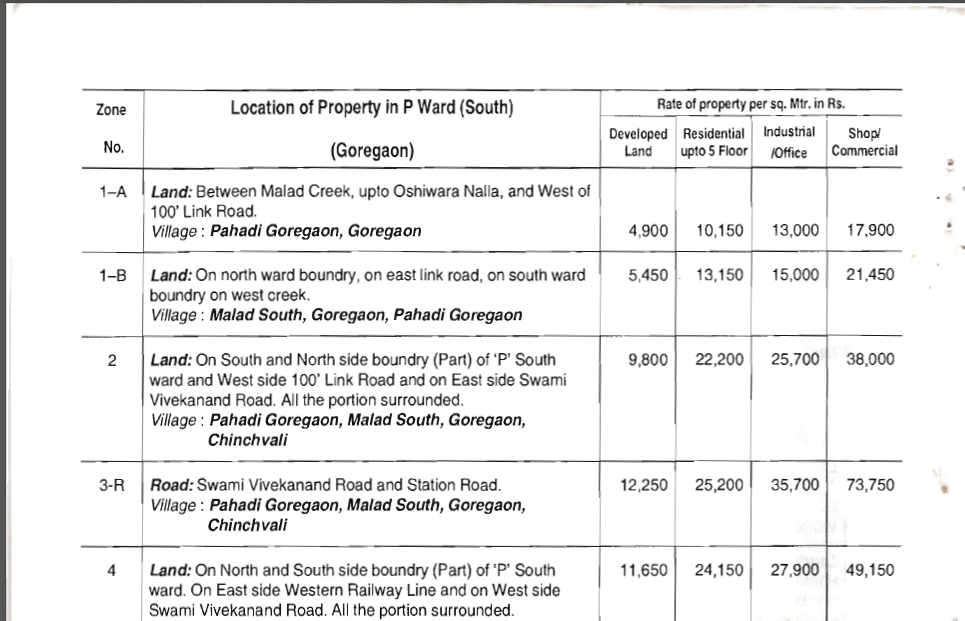 Zone No.
Location of Property in P Ward (South)
(Goregaon)
Rate of property per sq. Mtr. in Rs.
Developed Land
Residential upto 5 Floor
Industrial /Office
Shop/ Commercial
1–A
Land: Between Malad Creek, upto Oshiwara Nalla, and West of
100' Link Road.
Village : Pahadi Goregaon, Goregaon
4,900 10,150 13,000 17,900
1–B
Land: On north ward boundry, on east link road, on south ward
boundry on west creek.
Village : Malad South, Goregaon, Pahadi Goregaon
5,450 13,150 15,000 21,450
2
Land: On South and North side boundry (Part) of 'P' South
ward and West side 100' Link Road and on East side Swami
Vivekanand Road. All the portion surrounded.
Village : Pahadi Goregaon, Malad South, Goregaon,
Chinchvali
9,800 22,200 25,700 38,000
3-R
Road: Swami Vivekanand Road and Station Road.
Village : Pahadi Goregaon, Malad South, Goregaon,
Chinchvali
12,250 25,200 35,700 73,750
4
Land: On North and South side boundry (Part) of 'P' South
ward. On East side Western Railway Line and on West side
Swami Vivekanand Road. All the portion surrounded.
11,650 24,150 27,900 49,150